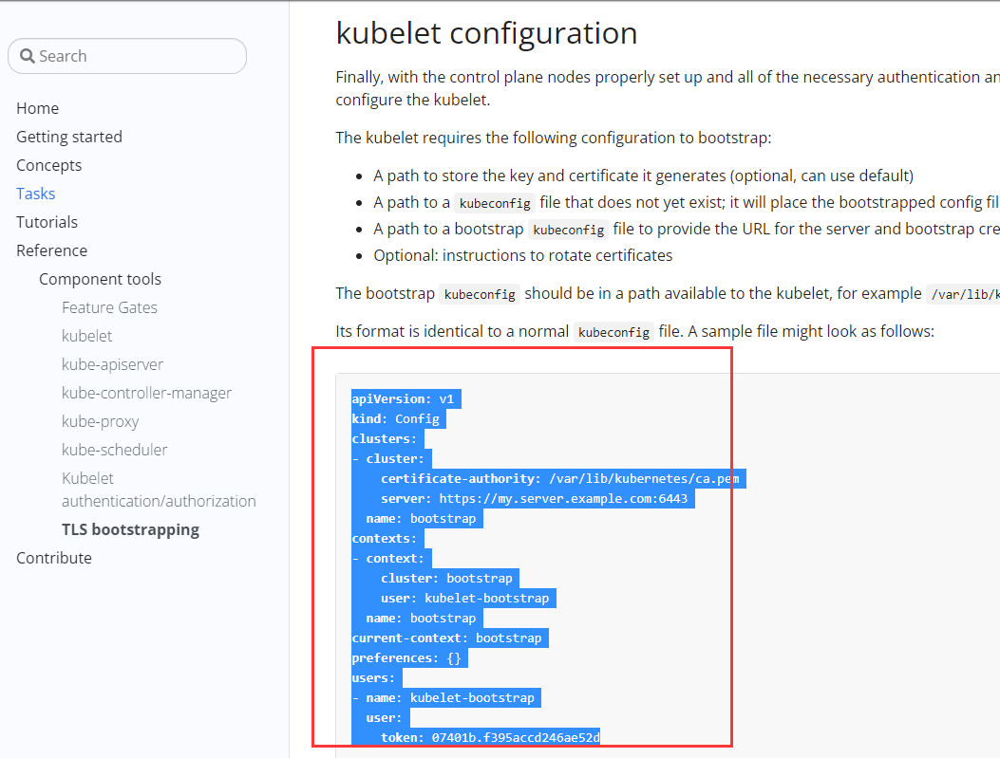 Search
Home
Getting started
Concepts
Tasks
Tutorials
Reference
Component tools
Feature Gates
kubelet
kube-apiserver
kube-controller-manager
kube-proxy
kube-scheduler
Kubelet
authentication/authorization
TLS bootstrapping
Contribute
kubelet configuration
Finally, with the control plane nodes properly set up and all of the necessary authentication an
configure the kubelet.
The kubelet requires the following configuration to bootstrap:
• A path to store the key and certificate it generates (optional, can use default)
• A path to a kubeconfig file that does not yet exist; it will place the bootstrapped config fil
• A path to a bootstrap kubeconfig file to provide the URL for the server and bootstrap cre
• Optional: instructions to rotate certificates
The bootstrap kubeconfig should be in a path available to the kubelet, for example /var/lib/k
Its format is identical to a normal kubeconfig file. A sample file might look as follows:
apiVersion: v1
kind: Config
clusters:
- cluster:
    certificate-authority: /var/lib/kubernetes/ca.pem
    server: https://my.server.example.com:6443
  name: bootstrap
contexts:
- context:
    cluster: bootstrap
    user: kubelet-bootstrap
  name: bootstrap
current-context: bootstrap
preferences: {}
users:
- name: kubelet-bootstrap
  user:
    token: 07401b.f395accd246ae52d